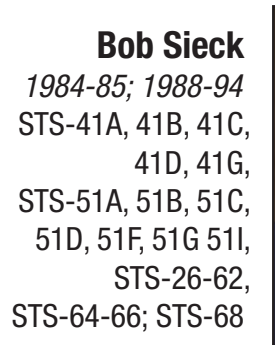 Bob Sieck
1984-85; 1988-94
STS-41A, 41B, 41C,
41D, 41G,
STS-51A, 51B, 51C,
51D, 51F, 51G 51I,
STS-26-62,
STS-64-66; STS-68